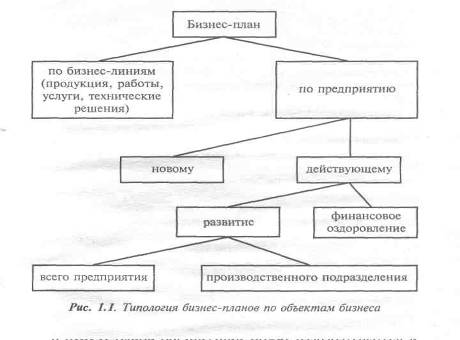 Бизнес-план
по бизнес-линиям
(продукция, работы,
услуги, технические
решения)
по предприятию
новому
действующему
развитие
финансовое
оздоровление
всего предприятия
производственного подразделения
Рис. 1.1. Типология бизнес-планов по объектам бизнеса